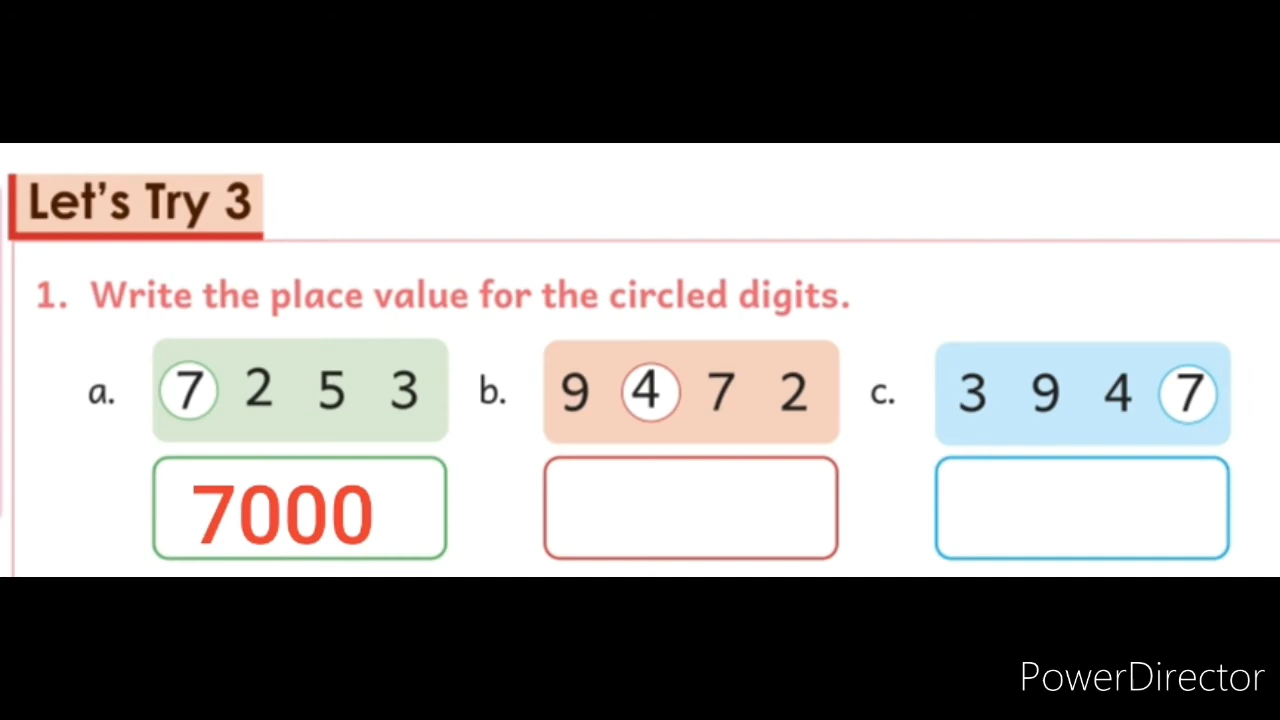 Let's Try 3
1. Write the place value for the circled digits.
a. 7 2 5 3 b. 9 4 7 2 c. 3 9 4 7
7000
PowerDirector